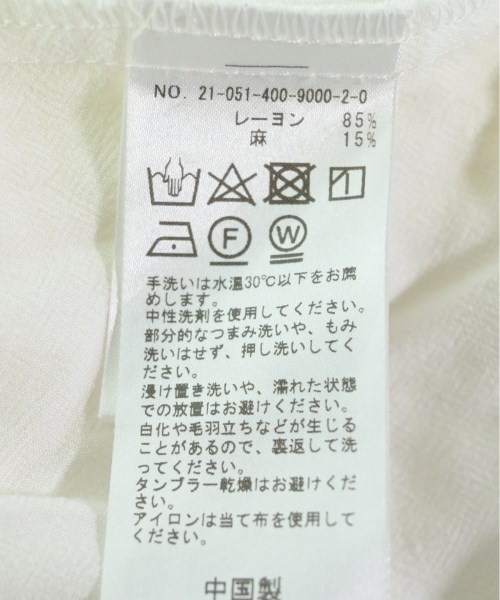 NO. 21-051-400-9000-2-0
レーヨン 85%
麻 15%
F W
手洗いは水温30℃以下をお薦
めします。
中性洗剤を使用してください。
部分的なつまみ洗いや、もみ
洗いはせず、押し洗いしてく
ださい。
浸け置き洗いや、濡れた状態
での放置はお避けください。
白化や毛羽立ちなどが生じる
ことがあるので、裏返して洗
ってください。
タンブラー乾燥はお避けくだ
さい。
アイロンは当て布を使用して
ください。
中国製